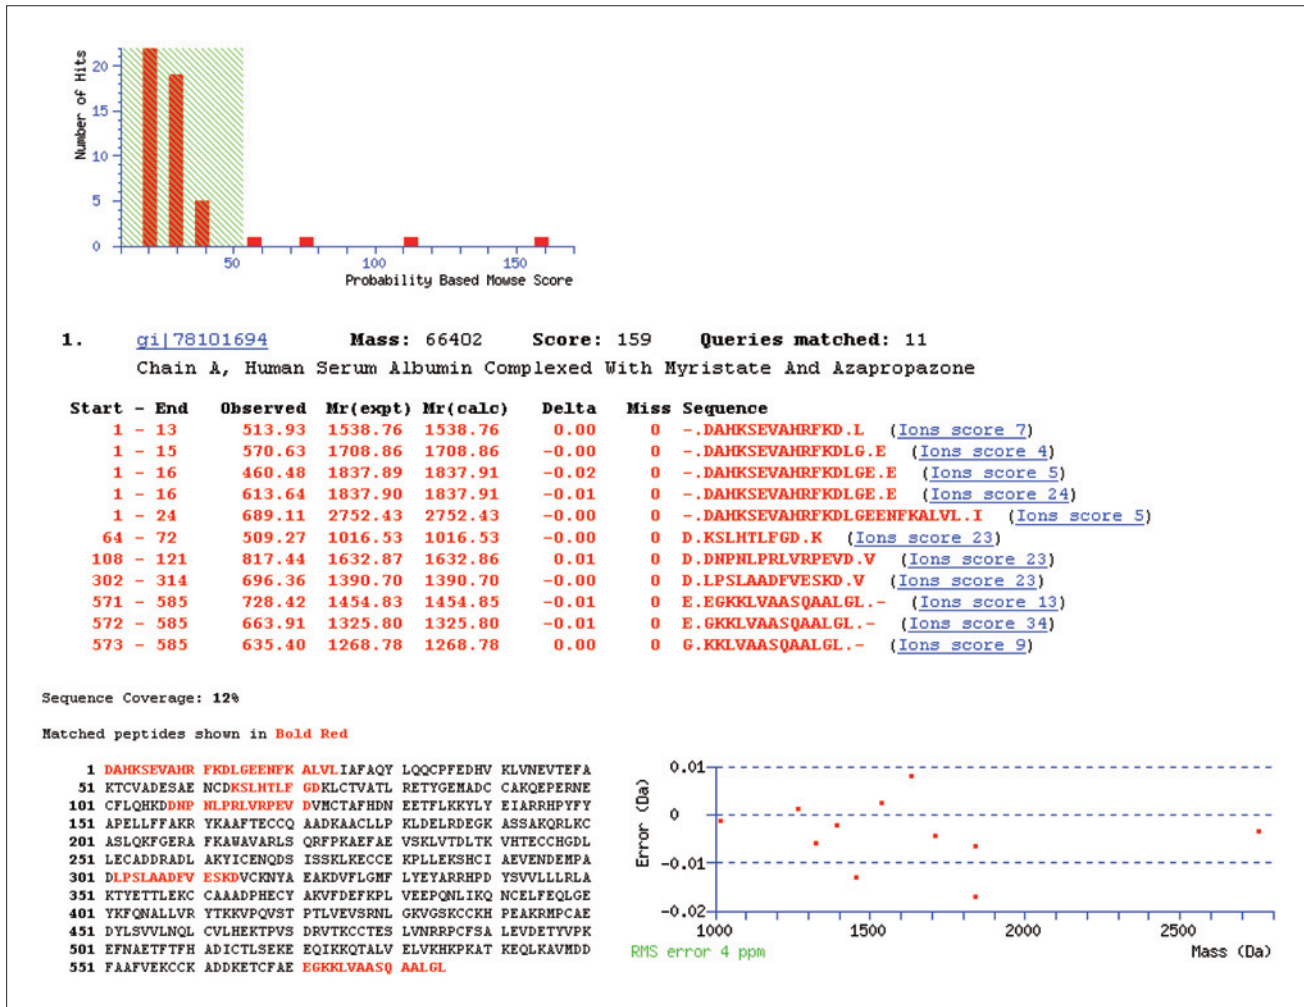 Number of Hits
20
15
10
5
0
50 100 150
Probability Based Mowse Score
1. gi|78101694 Mass: 66402 Score: 159 Queries matched: 11
Chain A, Human Serum Albumin Complexed With Myristate And Azapropazone
Start - End Observed Mr(expt) Mr(calc) Delta Miss Sequence
1 - 13 513.93 1538.76 1538.76 0.00 0 -.DAHKSEVAHRFKD.L (Ions score 7)
1 - 15 570.63 1708.86 1708.86 -0.00 0 -.DAHKSEVAHRFKDLG.E (Ions score 4)
1 - 16 460.48 1837.89 1837.91 -0.02 0 -.DAHKSEVAHRFKDLGE.E (Ions score 5)
1 - 16 613.64 1837.90 1837.91 -0.01 0 -.DAHKSEVAHRFKDLGE.E (Ions score 24)
1 - 24 689.11 2752.43 2752.43 -0.00 0 -.DAHKSEVAHRFKDLGEENFKALVL.I (Ions score 5)
64 - 72 509.27 1016.53 1016.53 -0.00 0 D.KSLHTLFGD.K (Ions score 23)
108 - 121 817.44 1632.87 1632.86 0.01 0 D.DNPNLPRLVRPEVD.V (Ions score 23)
302 - 314 696.36 1390.70 1390.70 -0.00 0 D.LPSLAADFVESKD.V (Ions score 23)
571 - 585 728.42 1454.83 1454.85 -0.01 0 E.EGKKLVAASQAALGL.- (Ions score 13)
572 - 585 663.91 1325.80 1325.80 -0.01 0 E.GKKLVAASQAALGL.- (Ions score 34)
573 - 585 635.40 1268.78 1268.78 0.00 0 G.KKLVAASQAALGL.- (Ions score 9)
Sequence Coverage: 12%
Matched peptides shown in Bold Red
1 DAHKSEVAHR FKDLGEENFK ALVLIAFAQY LQQCPFEDHV KLVNEVTEFA
51 KTCVADESAE NCDKSLHTLF GDKLCTVATL RETYGEMADC CAKQEPERNE
101 CFLQHKDDNP NLPRLVRPEV DVMCTAFHDN EETFLKKYLY EIARRHPYFY
151 APELLFFAKR YKAAFTECCQ AADKAACLLP KLDELRDEGK ASSAKQRLKC
201 ASLQKFGERA FKAWAVARLS QRFPKAEFAE VSKLVTDLTK VHTECCHGDL
251 LECADDRADL AKYICENQDS ISSKLKECCE KPLLEKSHCI AEVENDEMPA
301 DLPSLAADFV ESKDVCKNYA EAKDVFLGMF LYEYARRHPD YSVVLLLRLA
351 KTYETTLEKC CAAADPHECY AKVFDEFKPL VEEPQNLIKQ NCELFEQLGE
401 YKFQNALLVR YTKKVPQVST PTLVEVSRNL GKVGSKCCKH PEAKRMPCAE
451 DYLSVVLNQL CVLHEKTPVS DRVTKCCTES LVNRRPCFSA LEVDETYVPK
501 EFNAETFTFH ADICTLSEKE EQIKKQTALV ELVKHKPKAT KEQLKAVMDD
551 FAAFVEKCCK ADDKETCFAE EGKKLVAASQ AALGL
Error (Da)
0.01
0
-0.01
-0.02
1000 1500 2000 2500
RMS error 4 ppm Mass (Da)